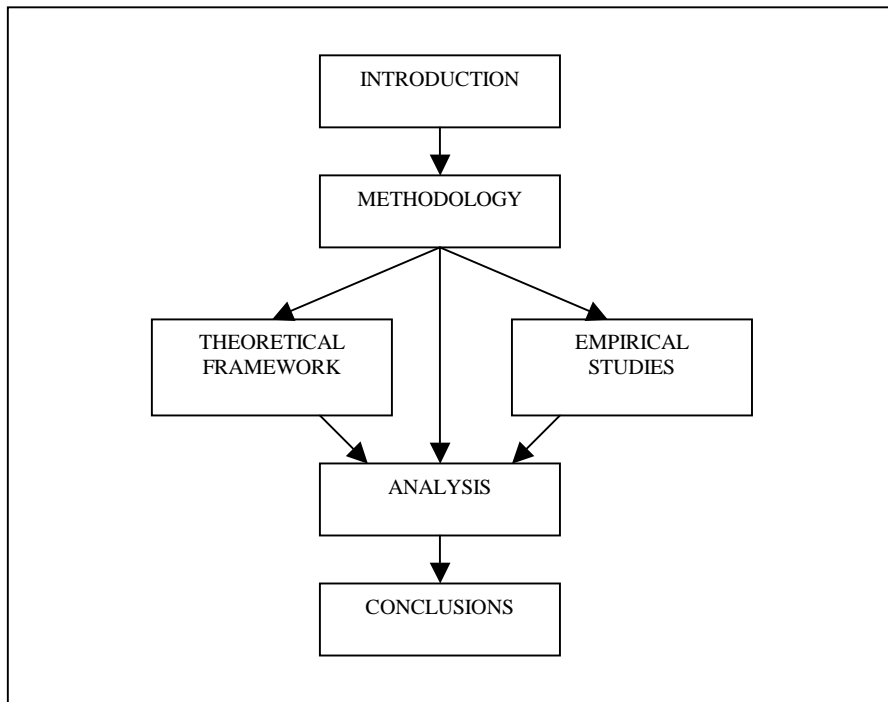 INTRODUCTION
METHODOLOGY
THEORETICAL
FRAMEWORK
EMPIRICAL
STUDIES
ANALYSIS
CONCLUSIONS